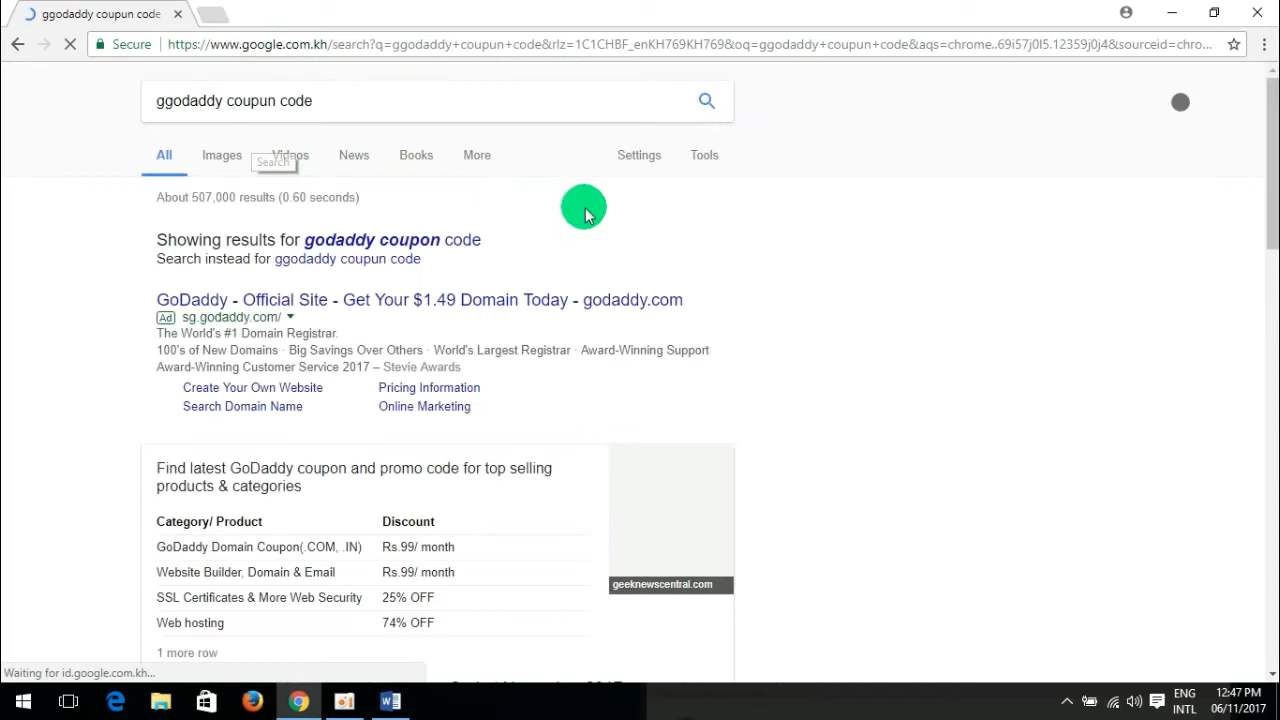 ggodaddy coupun code
Secure https://www.google.com.kh/search?q=ggodaddy+coupun+code&rlz=1C1CHBF_enKH769KH769&oq=ggodaddy+coupun+code&aqs=chrome..69i57j0l5.12359j0j4&sourceid=chro...
ggodaddy coupun code
All Images Videos News Books More Settings Tools
Search
About 507,000 results (0.60 seconds)
Showing results for godaddy coupon code
Search instead for ggodaddy coupun code
GoDaddy - Official Site - Get Your $1.49 Domain Today - godaddy.com
Ad sg.godaddy.com/
The World's #1 Domain Registrar.
100's of New Domains · Big Savings Over Others · World's Largest Registrar · Award-Winning Support
Award-Winning Customer Service 2017 – Stevie Awards
Create Your Own Website Pricing Information
Search Domain Name Online Marketing
Find latest GoDaddy coupon and promo code for top selling
products & categories
Category/ Product Discount
GoDaddy Domain Coupon(.COM, .IN) Rs.99/ month
Website Builder, Domain & Email Rs.99/ month
geeknewscentral.com
SSL Certificates & More Web Security 25% OFF
Web hosting 74% OFF
1 more row
Waiting for id.google.com.kh...
ENG 12:47 PM
INTL 06/11/2017